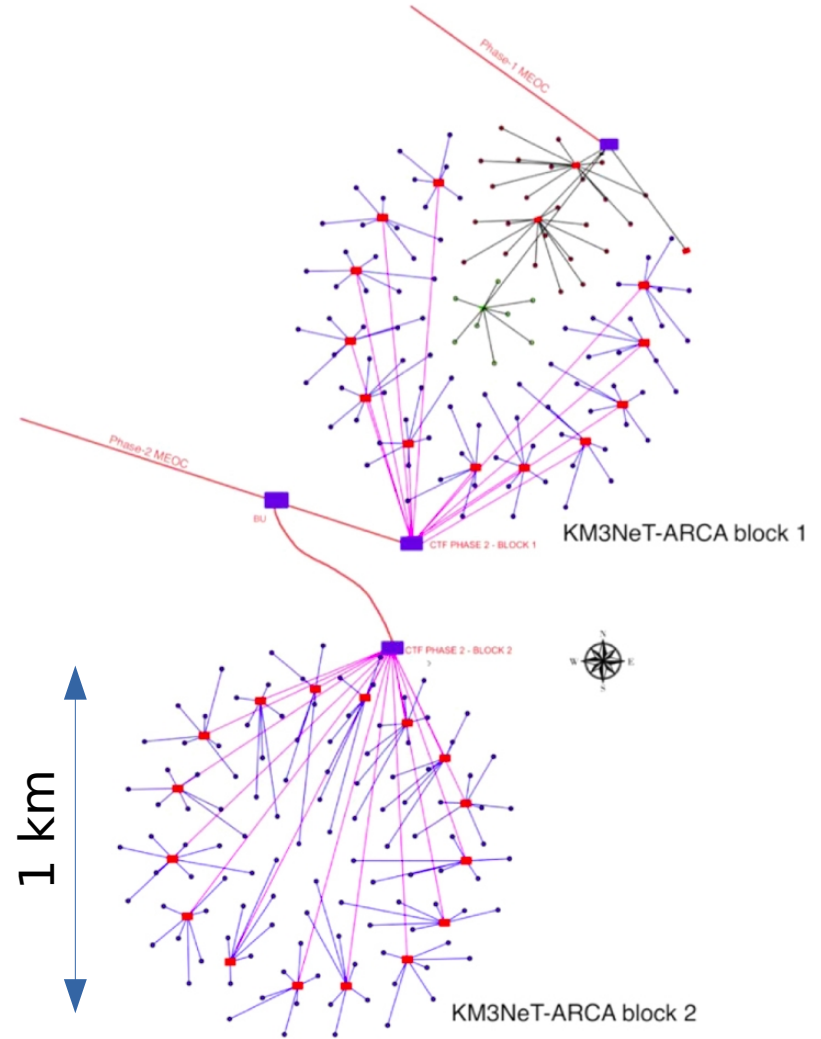 Phase-1 MEOC
Phase-2 MEOC
BU
CTF PHASE 2 - BLOCK 1
KM3NeT-ARCA block 1
CTF PHASE 2 - BLOCK 2
N
W
E
S
1 km
KM3NeT-ARCA block 2